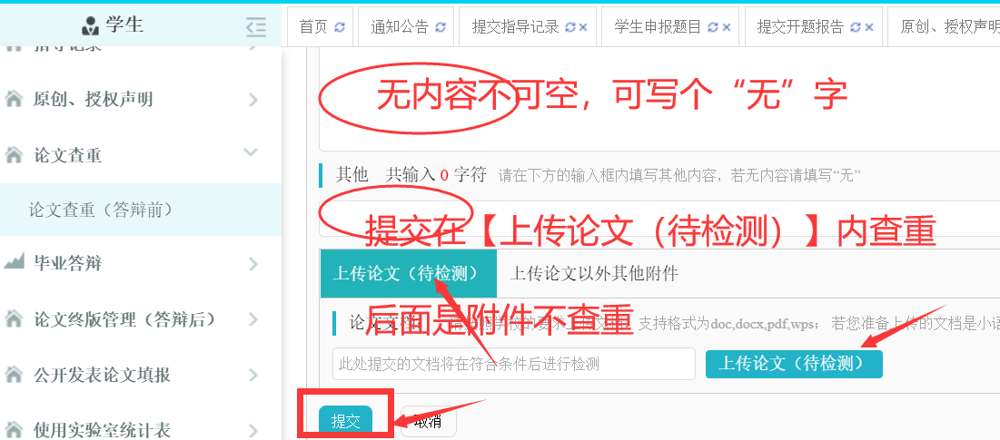 学生
首页
通知公告
提交指导记录
学生申报题目
提交开题报告
原创、授权声明
指导记录
原创、授权声明
论文查重
论文查重（答辩前）
毕业答辩
论文终版管理（答辩后）
公开发表论文填报
使用实验室统计表
无内容不可空，可写个“无”字
其他 共输入 0 字符 请在下方的输入框内填写其他内容，若无内容请填写“无”
提交在【上传论文（待检测）】内查重
上传论文（待检测） 上传论文以外其他附件
后面是附件不查重
论文文档 支持格式为doc,docx,pdf,wps； 若您准备上传的文档是小语
此处提交的文档将在符合条件后进行检测
上传论文（待检测）
提交
取消